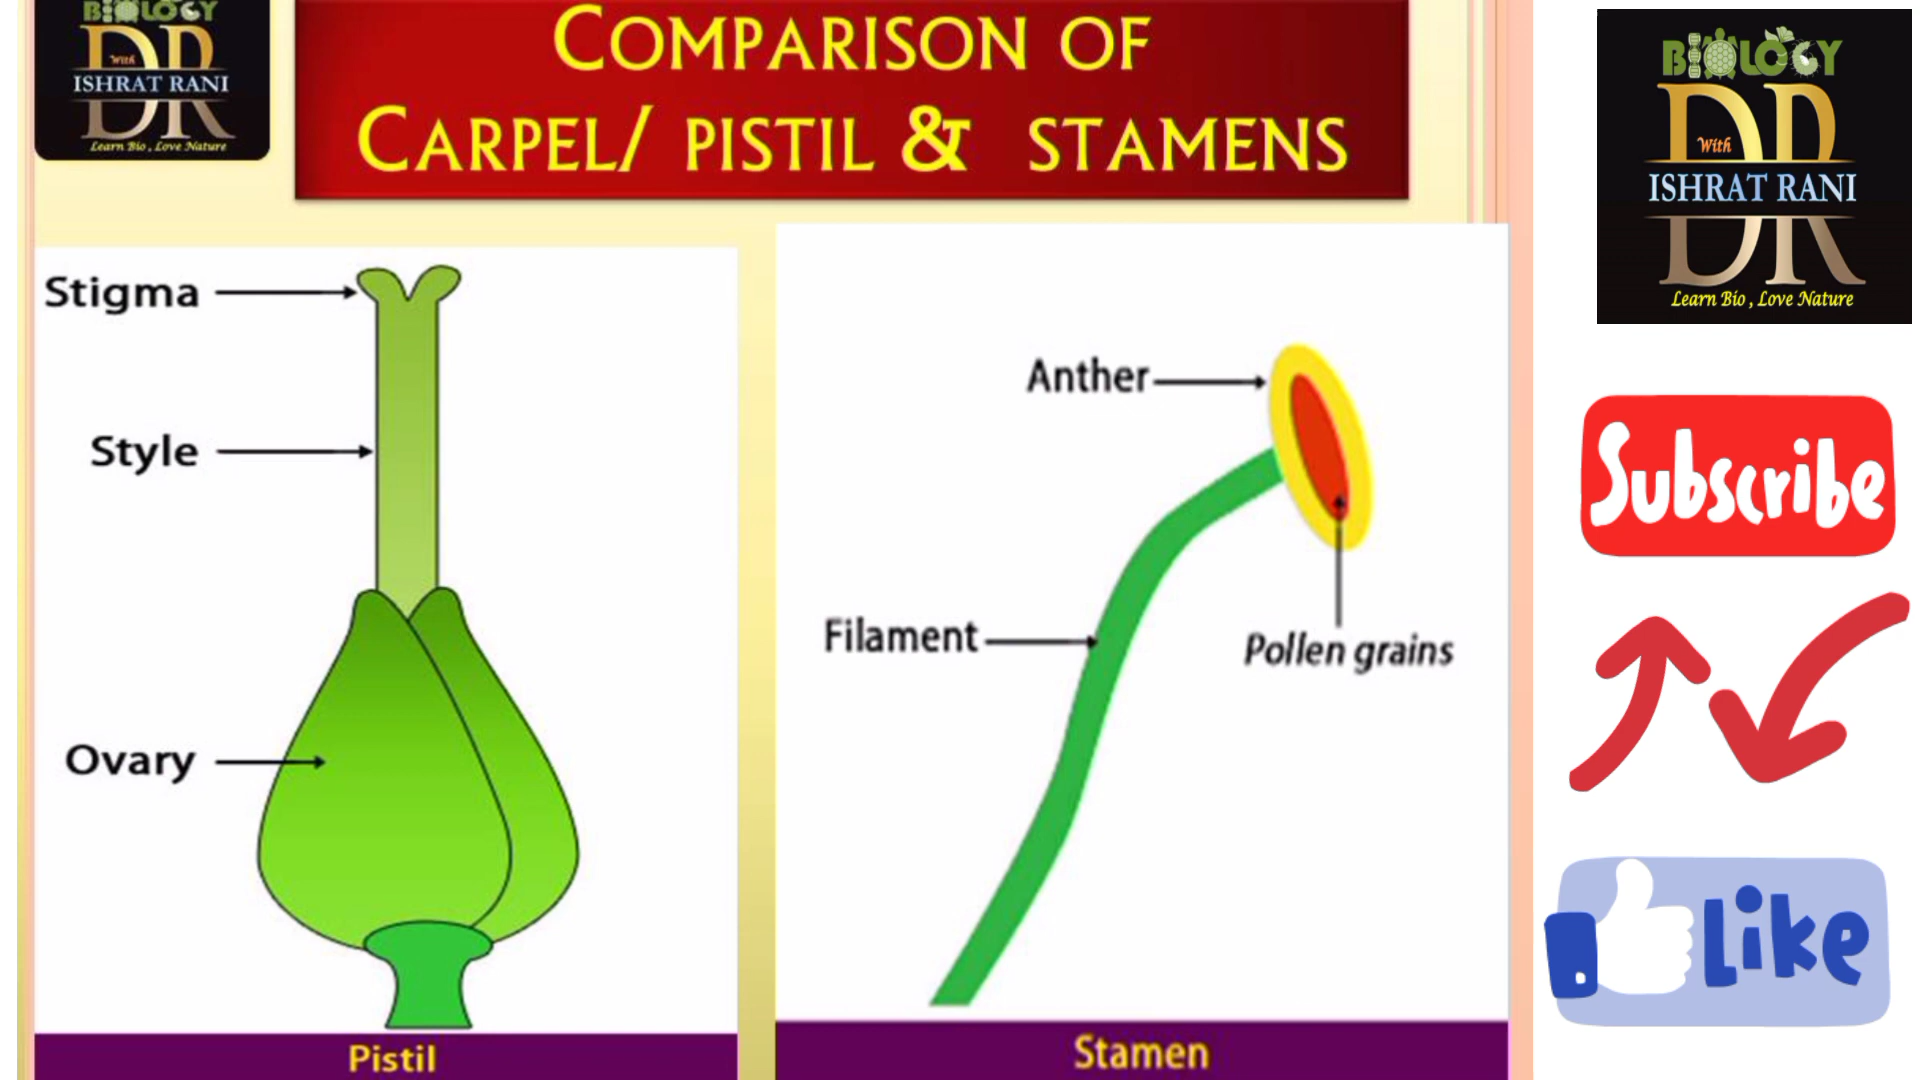 BIOLOGY
DR
With
ISHRAT RANI
Learn Bio , Love Nature
COMPARISON OF
CARPEL/ PISTIL & STAMENS
Stigma
Style
Ovary
Pistil
Anther
Filament
Pollen grains
Stamen
BIOLOGY
DR
With
ISHRAT RANI
DR
Learn Bio , Love Nature
Subscribe
Like